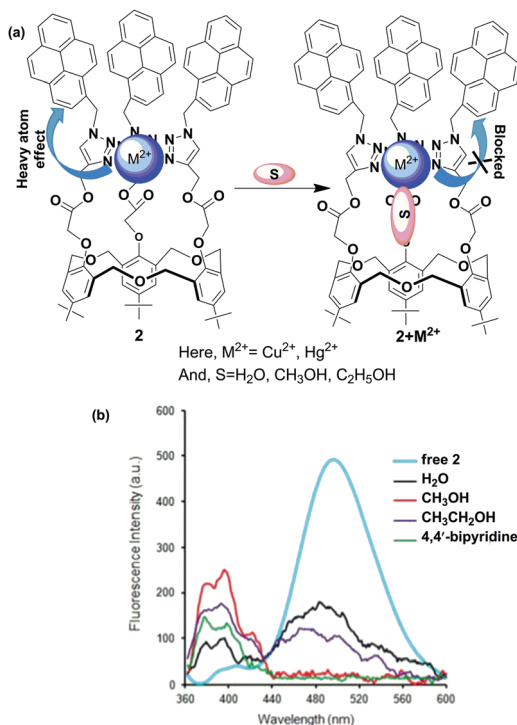 (a)
Heavy atom
effect
N
N
N
N
N
N
N
M2+
O
O
O
O
O
O
O
O
O
O
O
O
2
S
N
N
N
N
N
N
N
M2+
Blocked
S
O
O
O
O
O
O
O
O
O
O
2+M2+
Here, M2+= Cu2+, Hg2+
And, S=H2O, CH3OH, C2H5OH
(b)
Fluorescence Intensity (a.u.)
600
500
400
300
200
100
00
360 400 440 480 520 560 600
Wavelength (nm)
free 2
H2O
CH3OH
CH3CH2OH
4,4′-bipyridine